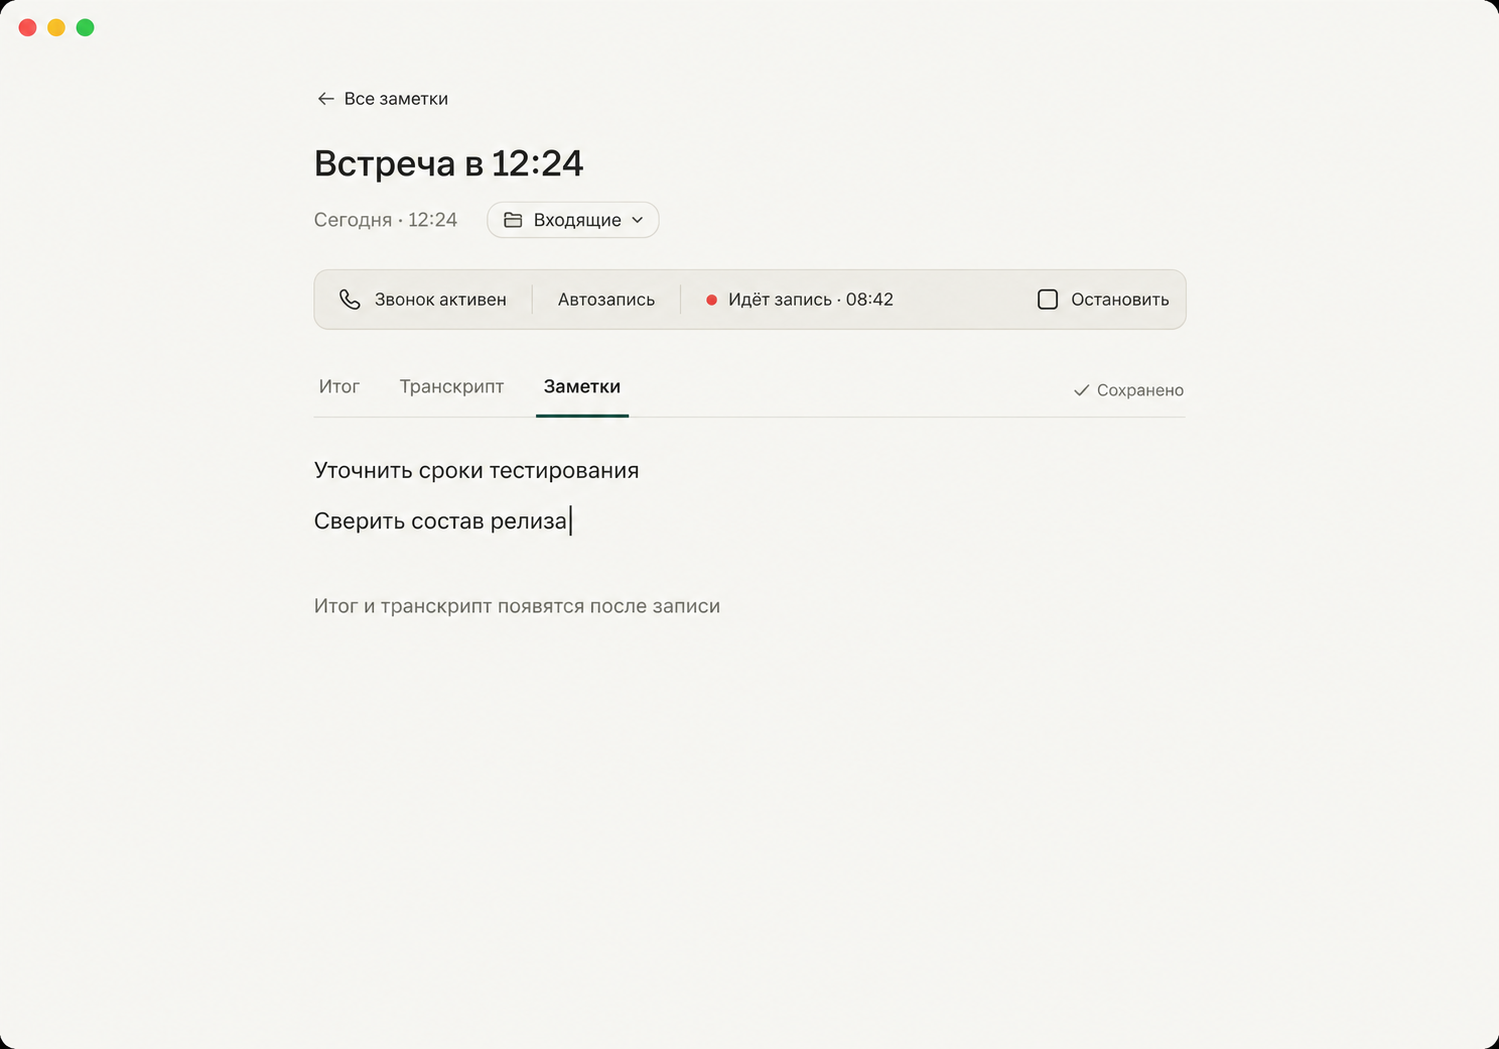 Все заметки
Встреча в 12:24
Сегодня · 12:24 Входящие
Звонок активен Автозапись Идёт запись · 08:42 Остановить
Итог Транскрипт Заметки Сохранено
Уточнить сроки тестирования
Сверить состав релиза
Итог и транскрипт появятся после записи